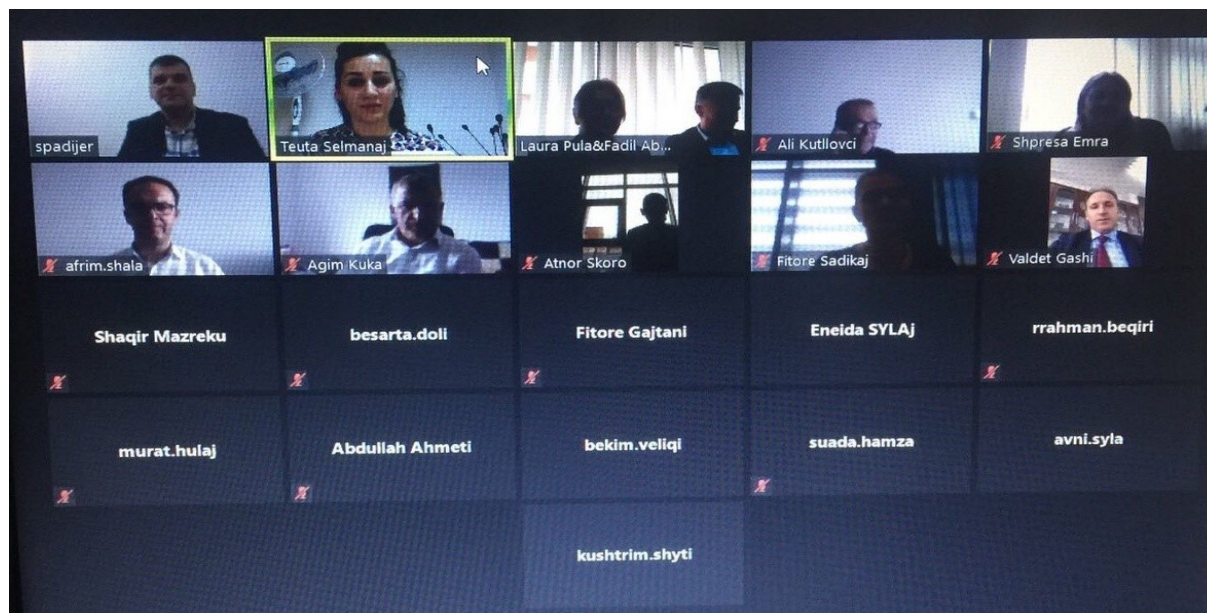 spadijer
Teuta Selmanaj
Laura Pula&Fadil Ab...
Ali Kutllovci
Shpresa Emra
afrim.shala
Agim Kuka
Atnor Skoro
Fitore Sadikaj
Valdet Gashi
Shaqir Mazreku
besarta.doli
Fitore Gajtani
Eneida SYLAj
rrahman.beqiri
murat.hulaj
Abdullah Ahmeti
bekim.veliqi
suada.hamza
avni.syla
kushtrim.shyti